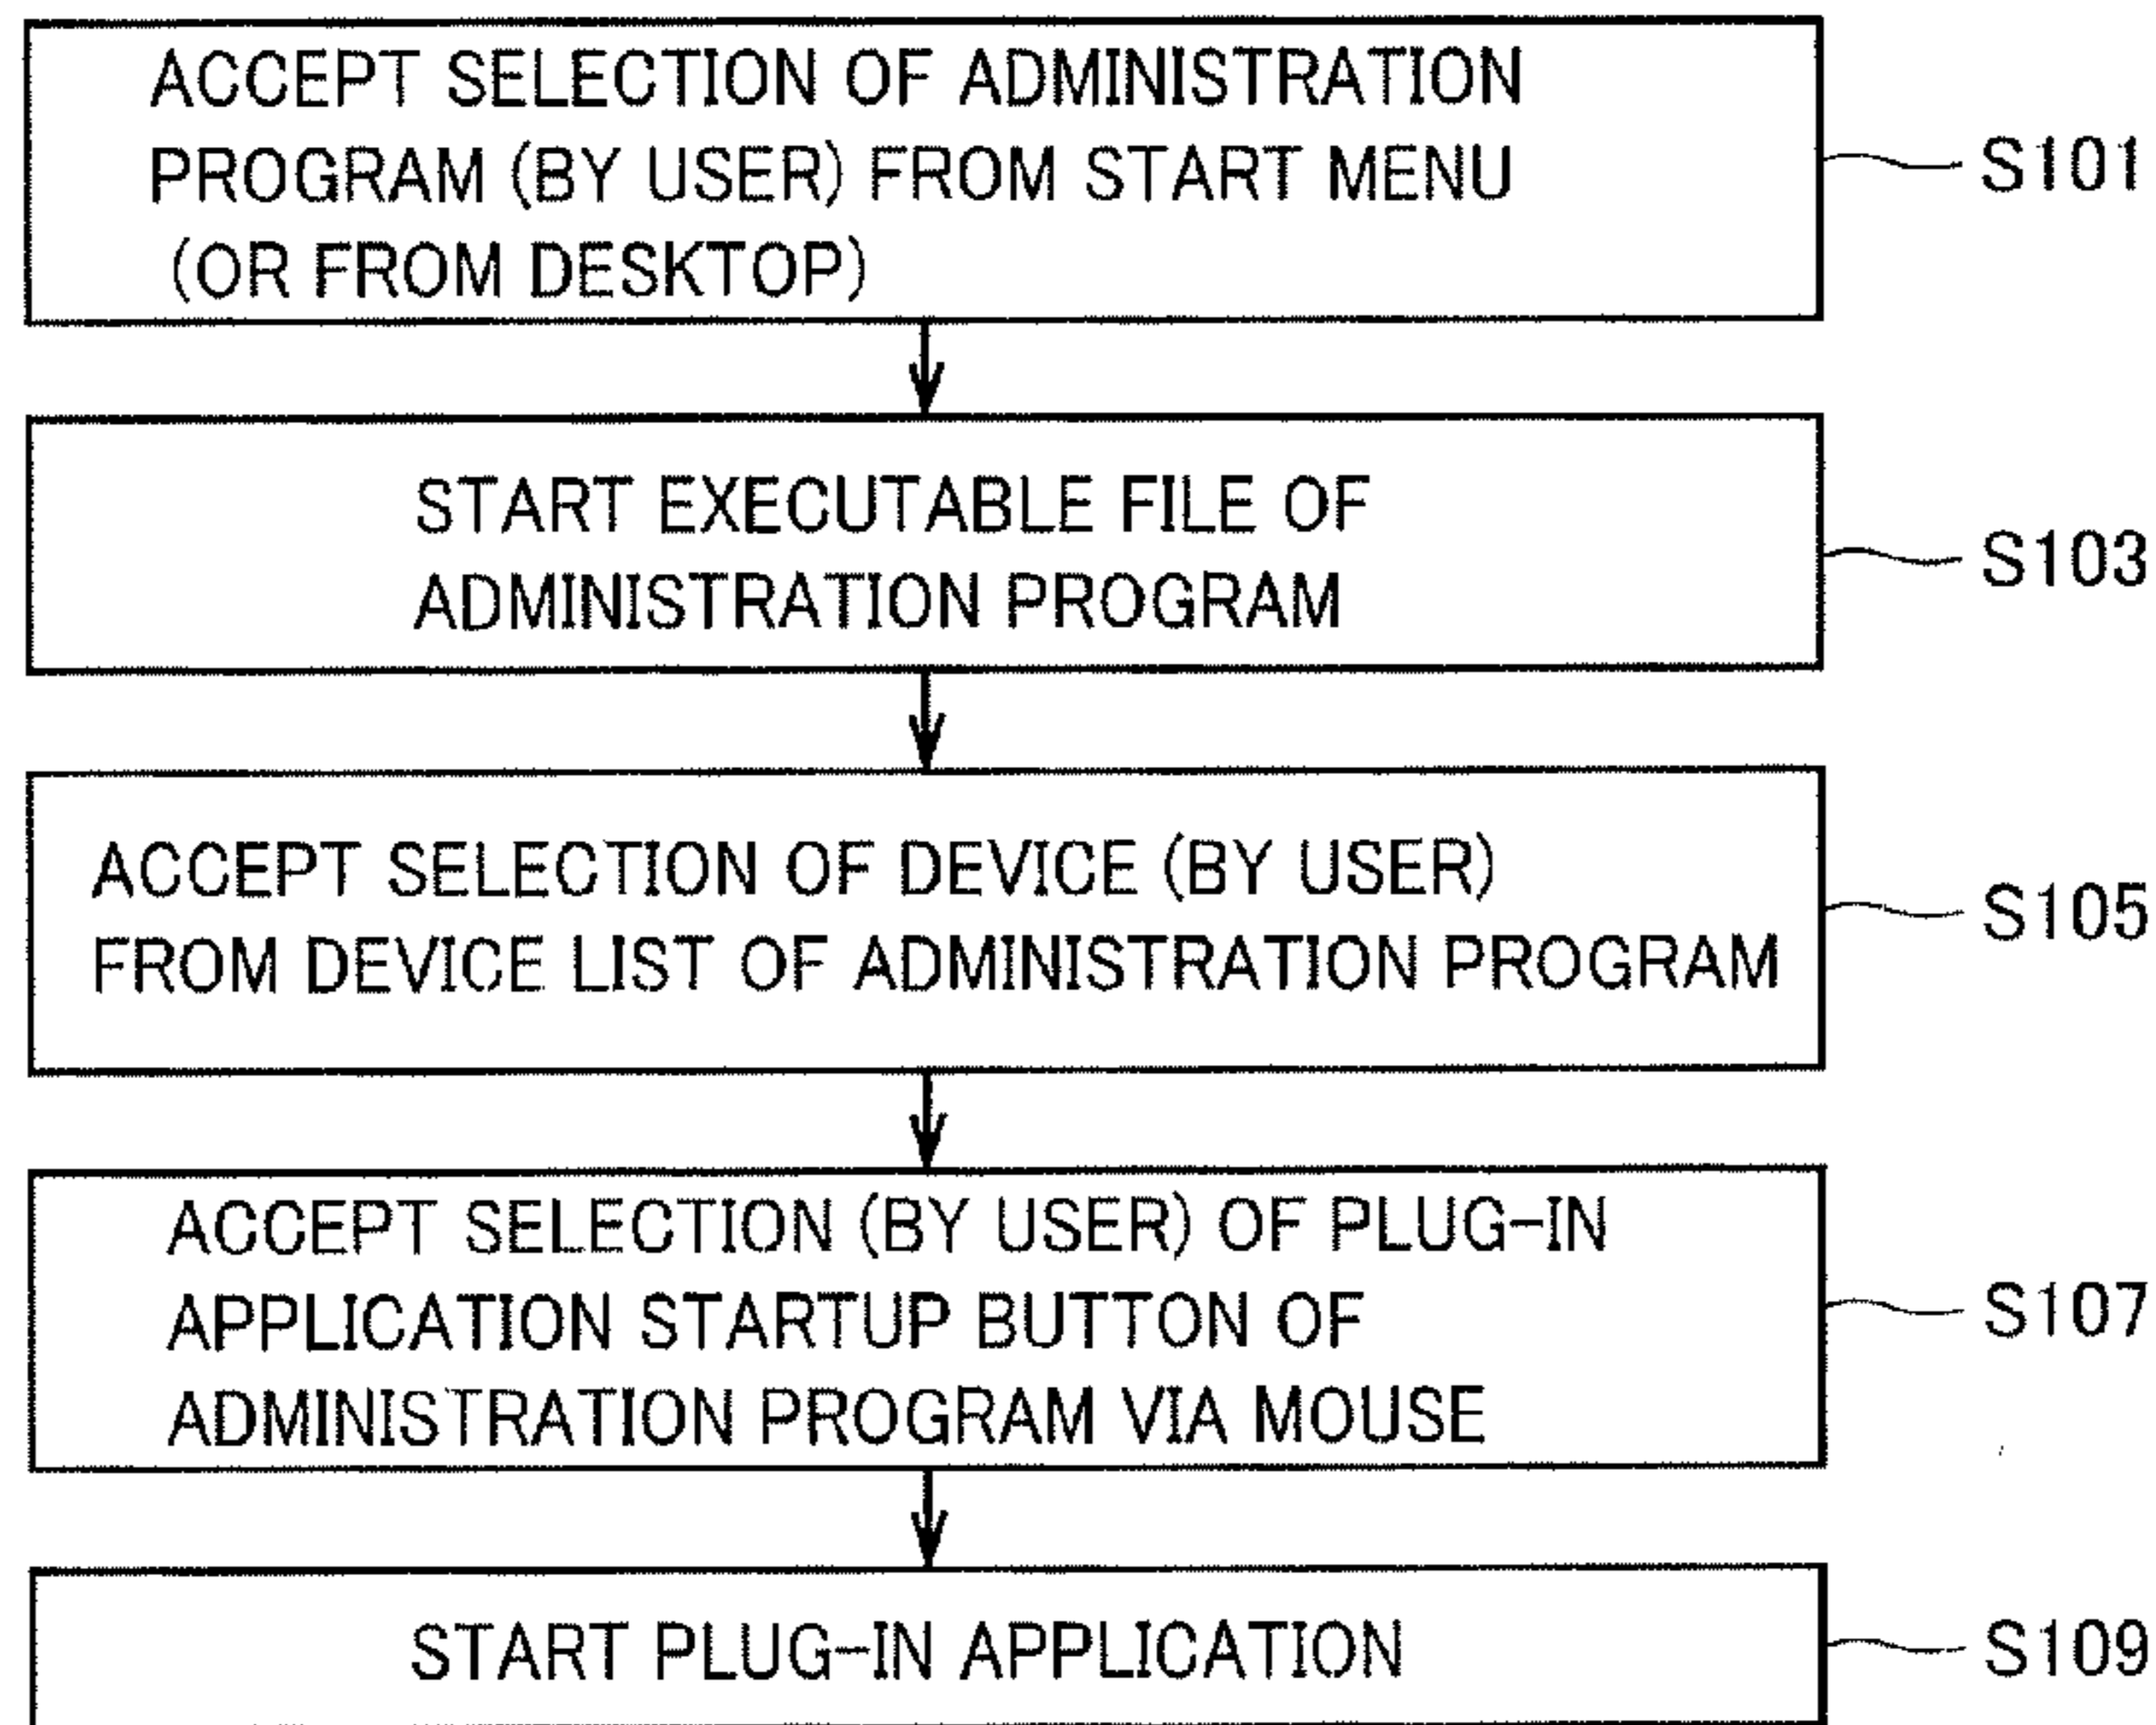 ACCEPT SELECTION OF ADMINISTRATION
PROGRAM (BY USER) FROM START MENU
(OR FROM DESKTOP)
S101
START EXECUTABLE FILE OF
ADMINISTRATION PROGRAM
S103
ACCEPT SELECTION OF DEVICE (BY USER)
FROM DEVICE LIST OF ADMINISTRATION PROGRAM
S105
ACCEPT SELECTION (BY USER) OF PLUG-IN
APPLICATION STARTUP BUTTON OF
ADMINISTRATION PROGRAM VIA MOUSE
S107
START PLUG-IN APPLICATION
S109